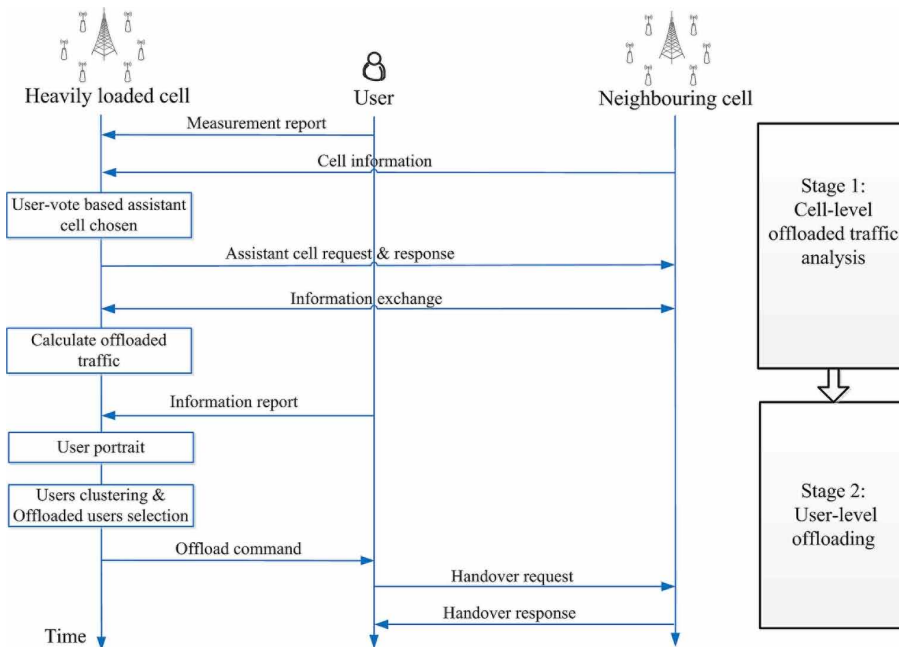 Heavily loaded cell
User
Neighbouring cell
Measurement report
Cell information
User-vote based assistant
cell chosen
Assistant cell request & response
Information exchange
Calculate offloaded
traffic
Information report
User portrait
Users clustering &
Offloaded users selection
Offload command
Handover request
Handover response
Time
Stage 1:
Cell-level
offloaded traffic
analysis
Stage 2:
User-level
offloading